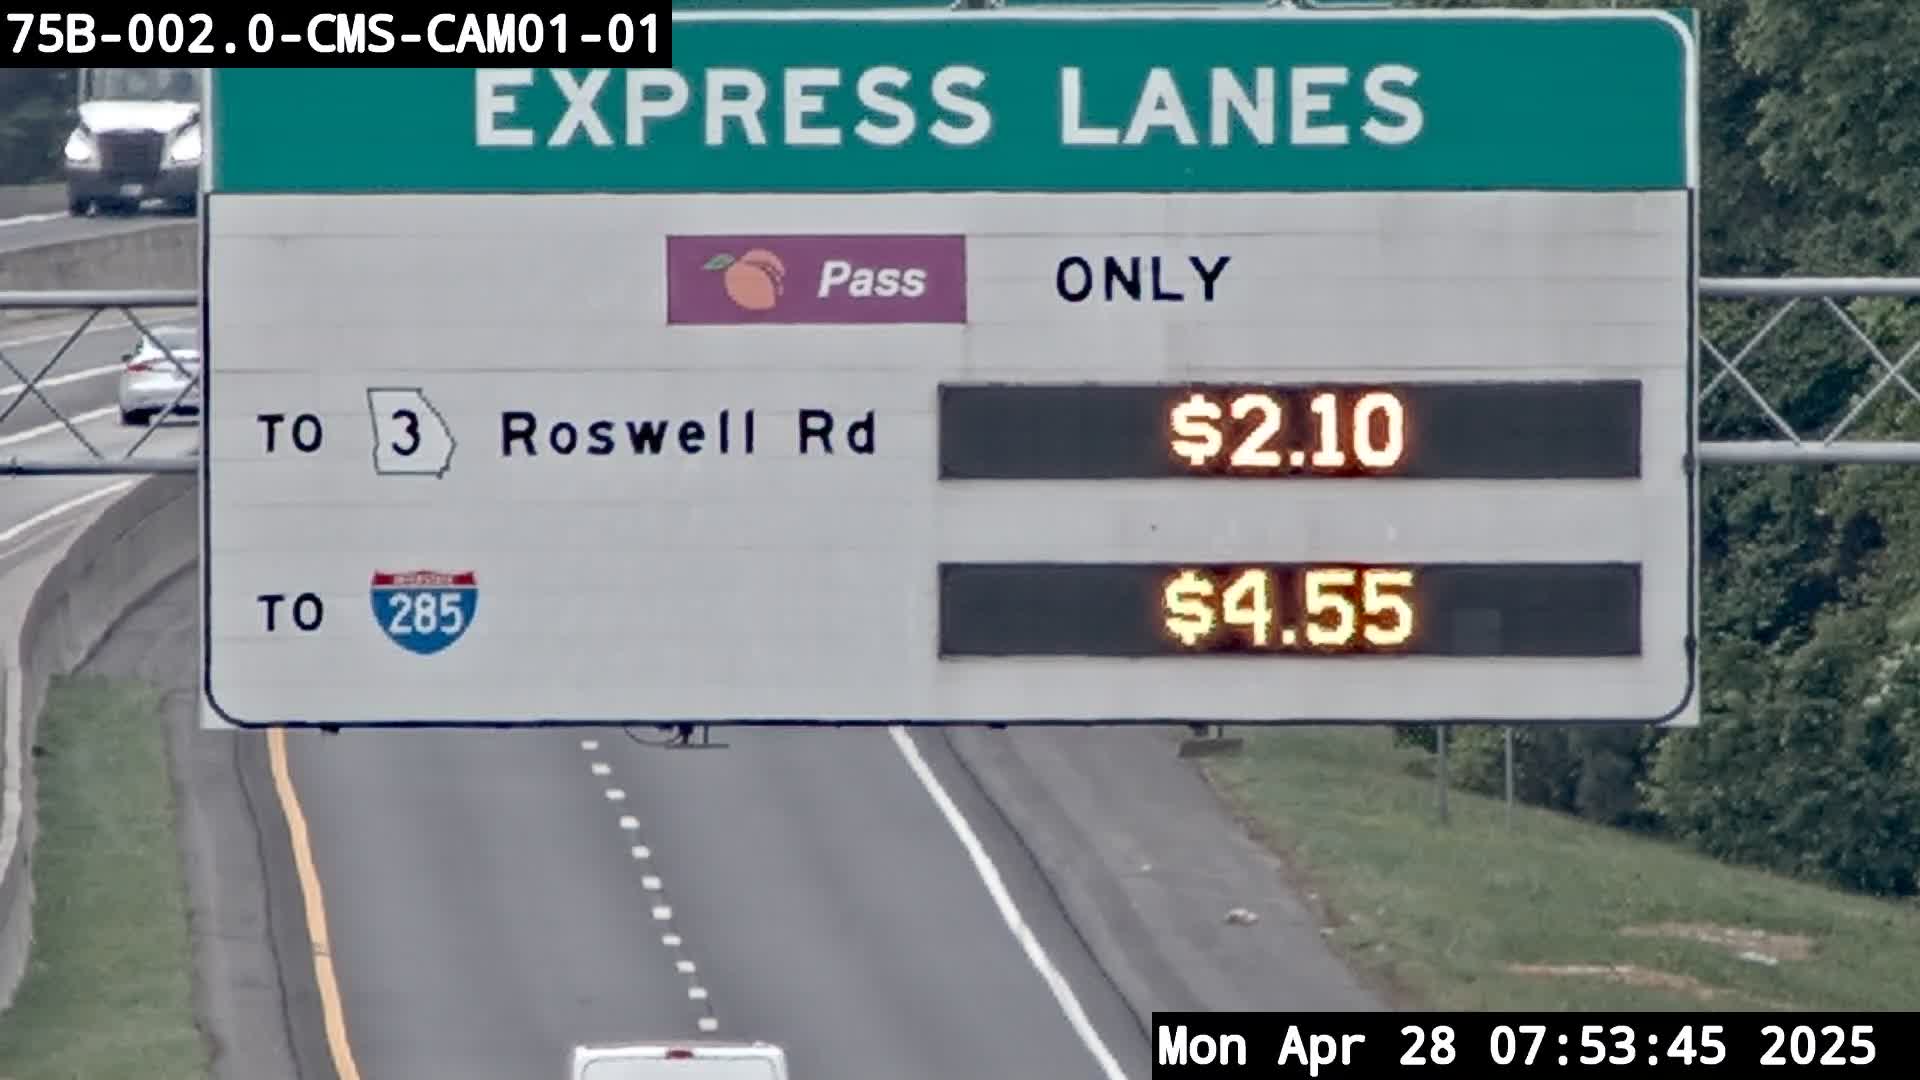 75B-002.0-CMS-CAM01-01
EXPRESS LANES
Pass ONLY
TO 3 Roswell Rd $2.10
INTERSTATE
TO 285 $4.55
Mon Apr 28 07:53:45 2025